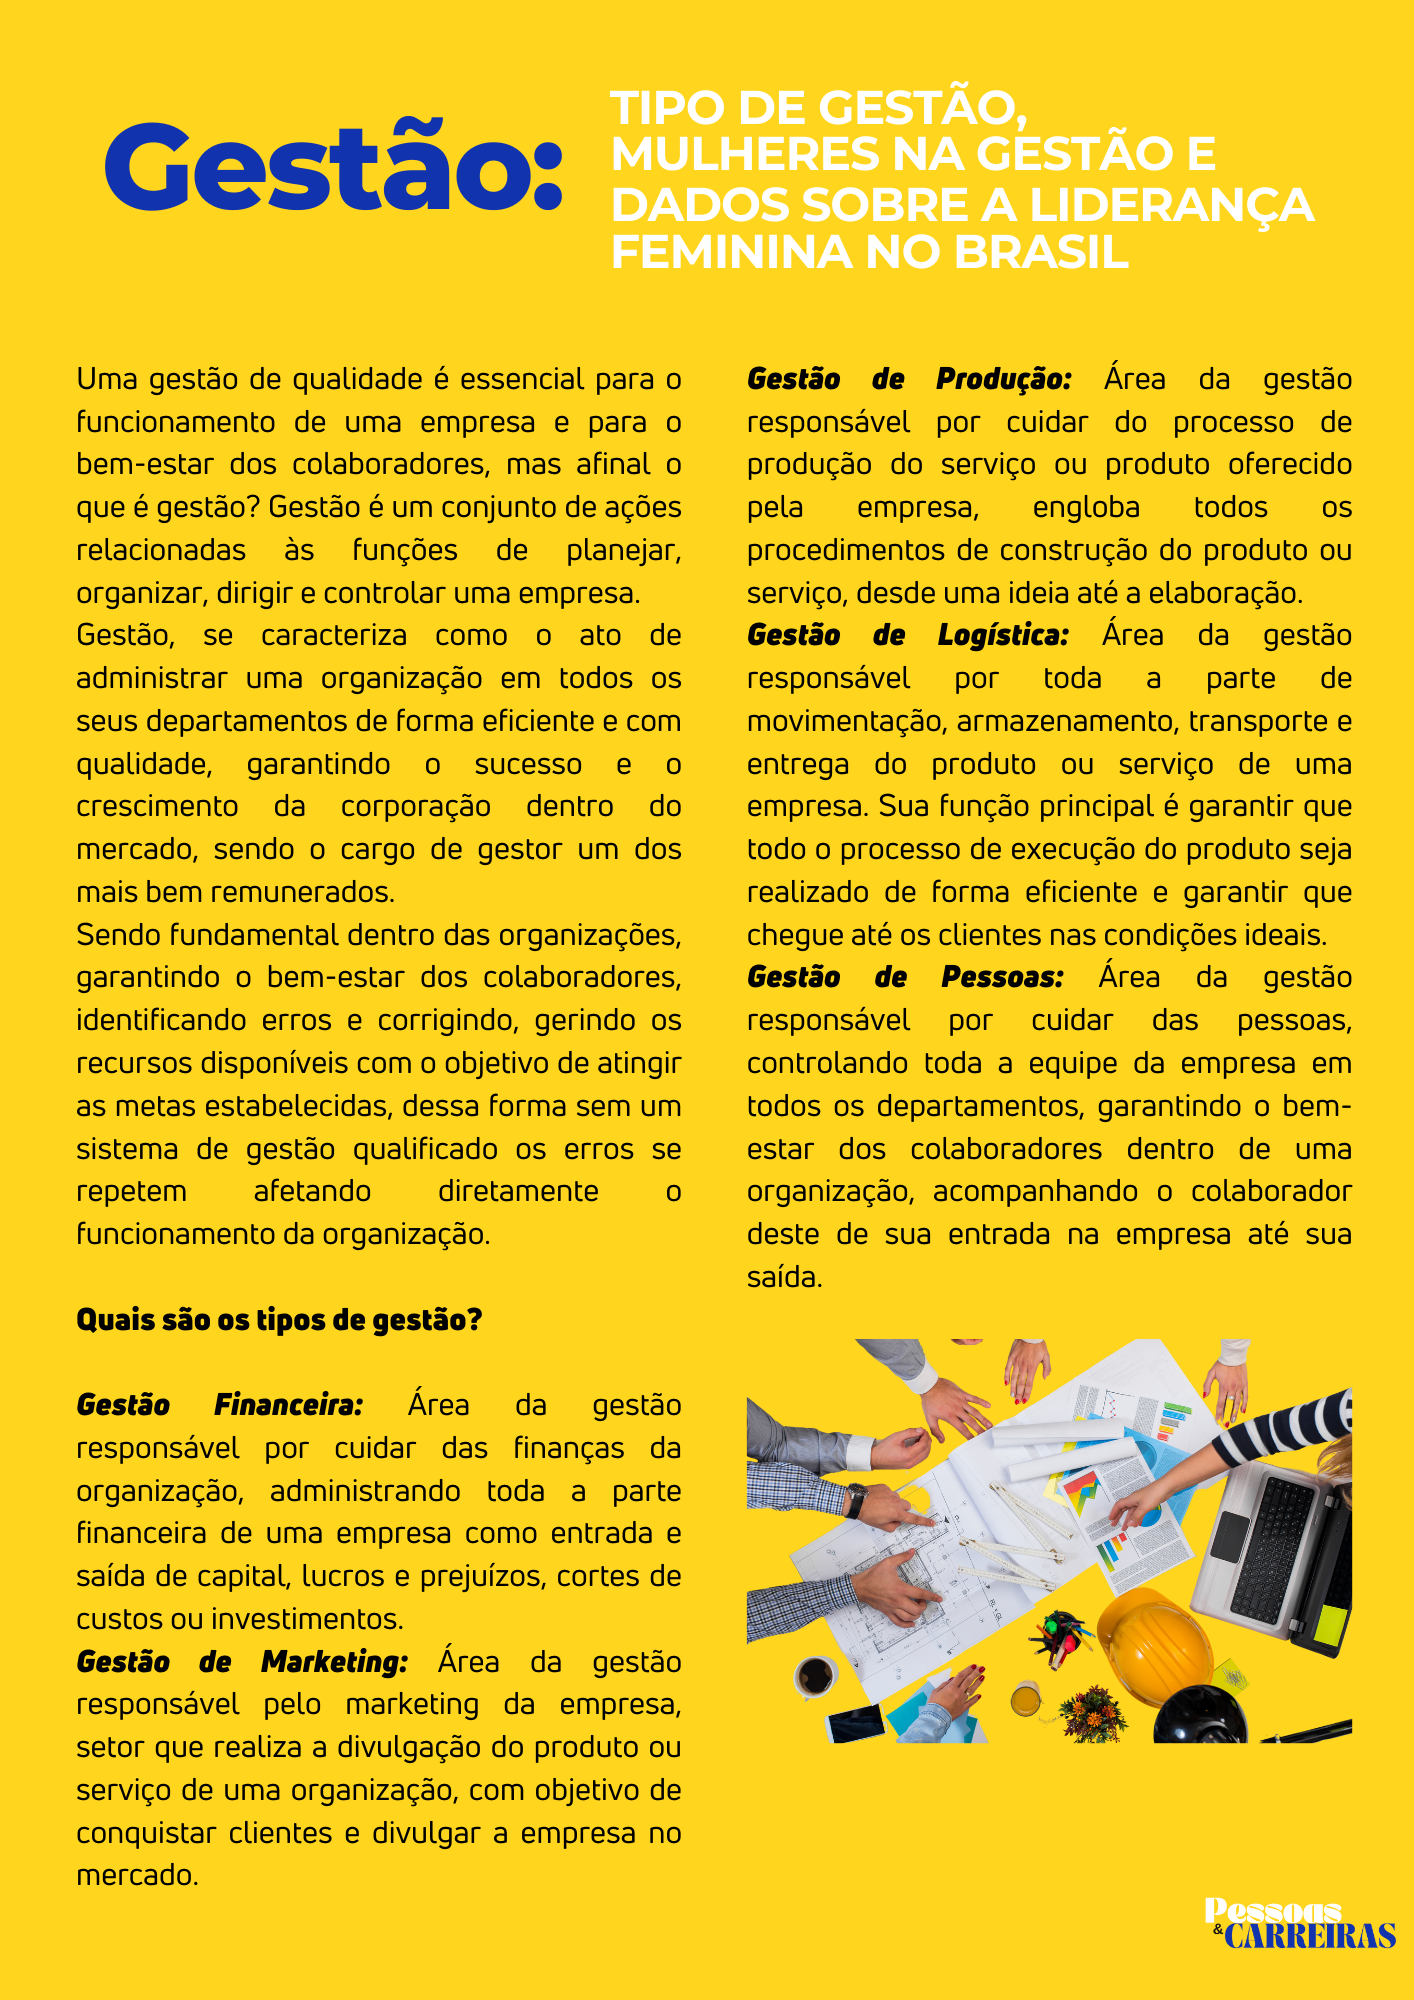 Gestão:
TIPO DE GESTÃO,
MULHERES NA GESTÃO E
DADOS SOBRE A LIDERANÇA
FEMININA NO BRASIL
Uma gestão de qualidade é essencial para o
funcionamento de uma empresa e para o
bem-estar dos colaboradores, mas afinal o
que é gestão? Gestão é um conjunto de ações
relacionadas às funções de planejar,
organizar, dirigir e controlar uma empresa.
Gestão, se caracteriza como o ato de
administrar uma organização em todos os
seus departamentos de forma eficiente e com
qualidade, garantindo o sucesso e o
crescimento da corporação dentro do
mercado, sendo o cargo de gestor um dos
mais bem remunerados.
Sendo fundamental dentro das organizações,
garantindo o bem-estar dos colaboradores,
identificando erros e corrigindo, gerindo os
recursos disponíveis com o objetivo de atingir
as metas estabelecidas, dessa forma sem um
sistema de gestão qualificado os erros se
repetem afetando diretamente o
funcionamento da organização.
Quais são os tipos de gestão?
Gestão Financeira: Área da gestão
responsável por cuidar das finanças da
organização, administrando toda a parte
financeira de uma empresa como entrada e
saída de capital, lucros e prejuízos, cortes de
custos ou investimentos.
Gestão de Marketing: Área da gestão
responsável pelo marketing da empresa,
setor que realiza a divulgação do produto ou
serviço de uma organização, com objetivo de
conquistar clientes e divulgar a empresa no
mercado.
Gestão de Produção: Área da gestão
responsável por cuidar do processo de
produção do serviço ou produto oferecido
pela empresa, engloba todos os
procedimentos de construção do produto ou
serviço, desde uma ideia até a elaboração.
Gestão de Logística: Área da gestão
responsável por toda a parte de
movimentação, armazenamento, transporte e
entrega do produto ou serviço de uma
empresa. Sua função principal é garantir que
todo o processo de execução do produto seja
realizado de forma eficiente e garantir que
chegue até os clientes nas condições ideais.
Gestão de Pessoas: Área da gestão
responsável por cuidar das pessoas,
controlando toda a equipe da empresa em
todos os departamentos, garantindo o bem-
estar dos colaboradores dentro de uma
organização, acompanhando o colaborador
deste de sua entrada na empresa até sua
saída.
Pessoas
&CARREIRAS